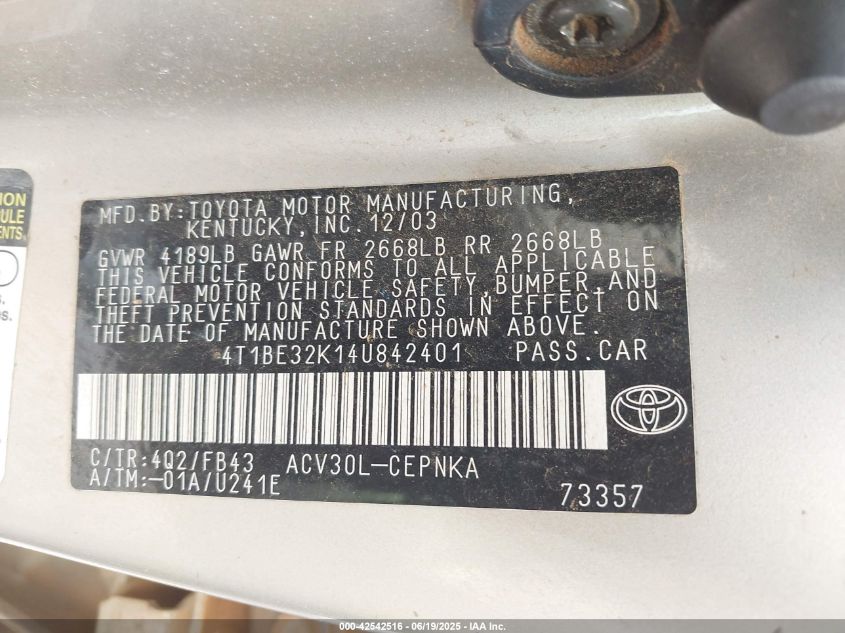 ION
ULE
ENTS
MFD.BY:TOYOTA MOTOR MANUFACTURING,
KENTUCKY,INC.12/03
GVWR 4189LB GAWR FR 2668LB RR 2668LB
THIS VEHICLE CONFORMS TO ALL APPLICABLE
FEDERAL MOTOR VEHICLE SAFETY,BUMPER,AND
THEFT PREVENTION STANDARDS IN EFFECT ON
THE DATE OF MANUFACTURE SHOWN ABOVE.
4T1BE32K14U842401 PASS.CAR
C/TR:4Q2/FB43 ACV30L-CEPNKA
A/TM:-01A/U241E 73357
000-42542516 - 06/19/2025 - IAA Inc.